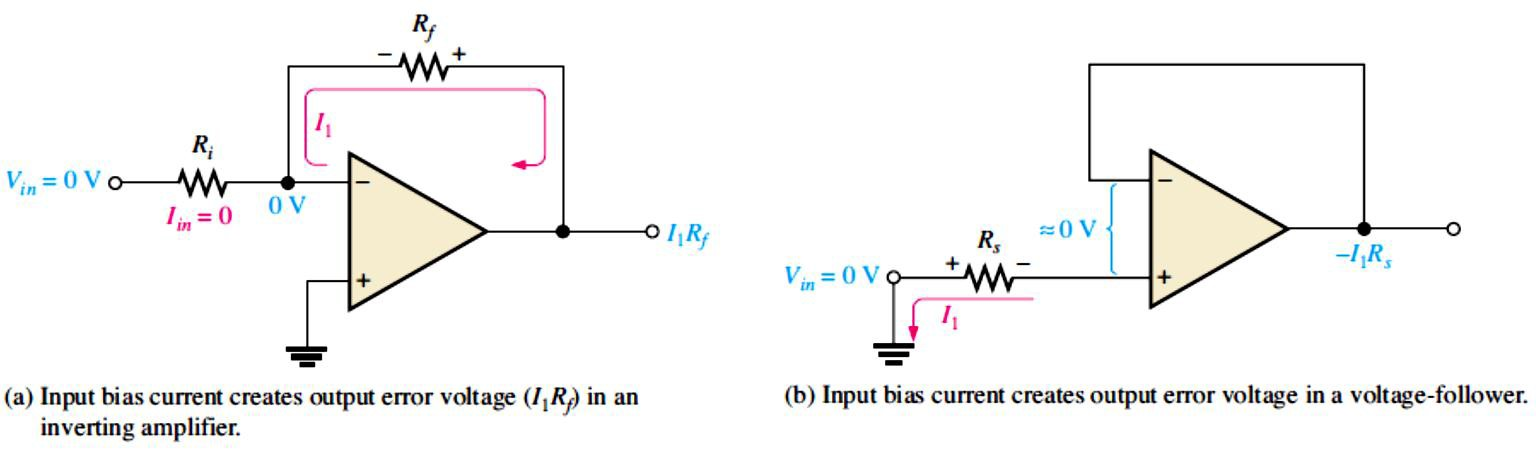 R_f
− +
I_1
R_i
V_in = 0 V
I_in = 0
0 V
−
+
I_1R_f
(a) Input bias current creates output error voltage (I_1R_f) in an
inverting amplifier.
−
≈0 V
R_s
+ −
V_in = 0 V
I_1
+
−I_1R_s
(b) Input bias current creates output error voltage in a voltage-follower.